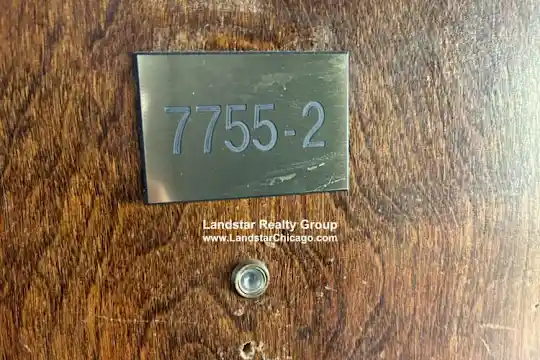 7755-2
Landstar Realty Group
www.LandstarChicago.com